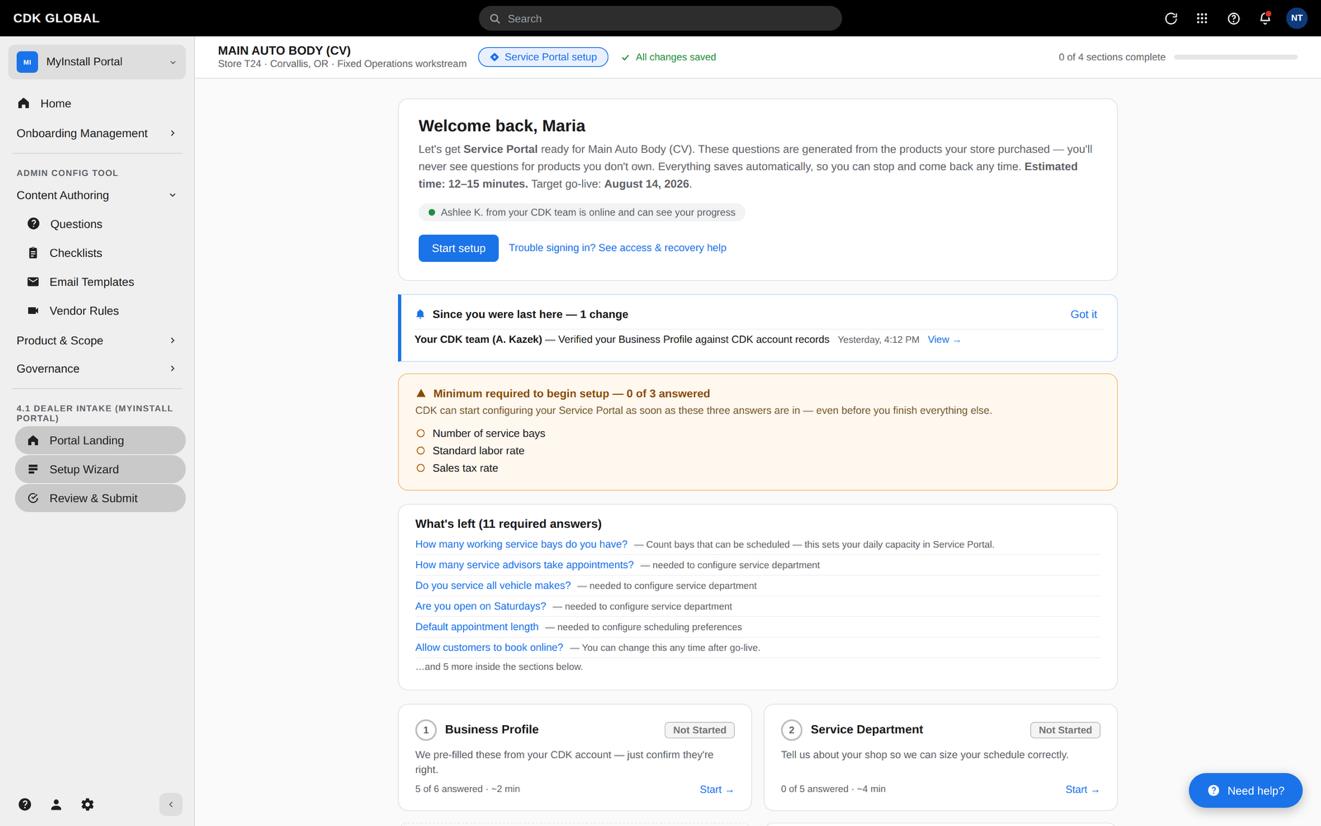 CDK GLOBAL
Search
NT
MI
MyInstall Portal
Home
Onboarding Management
ADMIN CONFIG TOOL
Content Authoring
Questions
Checklists
Email Templates
Vendor Rules
Product & Scope
Governance
4.1 DEALER INTAKE (MYINSTALL
PORTAL)
Portal Landing
Setup Wizard
Review & Submit
MAIN AUTO BODY (CV)
Store T24 · Corvallis, OR · Fixed Operations workstream
Service Portal setup
All changes saved
0 of 4 sections complete
Welcome back, Maria
Let's get Service Portal ready for Main Auto Body (CV). These questions are generated from the products your store purchased — you'll
never see questions for products you don't own. Everything saves automatically, so you can stop and come back any time. Estimated
time: 12–15 minutes. Target go-live: August 14, 2026.
Ashlee K. from your CDK team is online and can see your progress
Start setup
Trouble signing in? See access & recovery help
Since you were last here — 1 change
Got it
Your CDK team (A. Kazek) — Verified your Business Profile against CDK account records Yesterday, 4:12 PM View →
Minimum required to begin setup — 0 of 3 answered
CDK can start configuring your Service Portal as soon as these three answers are in — even before you finish everything else.
Number of service bays
Standard labor rate
Sales tax rate
What's left (11 required answers)
How many working service bays do you have? — Count bays that can be scheduled — this sets your daily capacity in Service Portal.
How many service advisors take appointments? — needed to configure service department
Do you service all vehicle makes? — needed to configure service department
Are you open on Saturdays? — needed to configure service department
Default appointment length — needed to configure scheduling preferences
Allow customers to book online? — You can change this any time after go-live.
…and 5 more inside the sections below.
1
Business Profile
Not Started
We pre-filled these from your CDK account — just confirm they're
right.
5 of 6 answered · ~2 min
Start →
2
Service Department
Not Started
Tell us about your shop so we can size your schedule correctly.
0 of 5 answered · ~4 min
Start →
Need help?